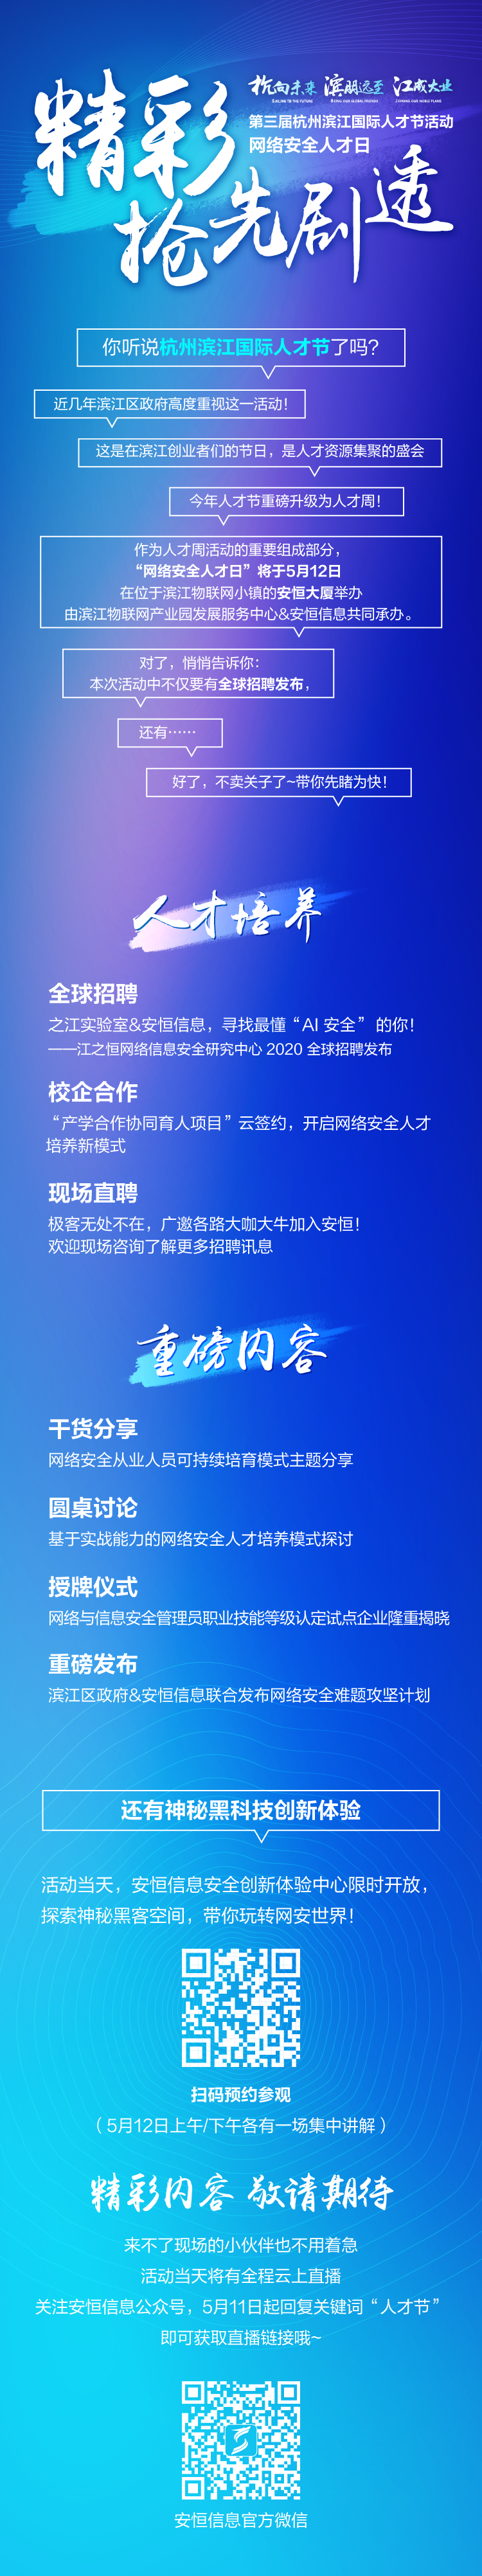 杭向未来 滨朋远至 江成大业
SAILING TO THE FUTURE
第三届杭州滨江国际人才节活动
网络安全人才日
精彩
抢先剧透
你听说杭州滨江国际人才节了吗?
近几年滨江区政府高度重视这一活动!
这是在滨江创业者们的节日，是人才资源集聚的盛会
今年人才节重磅升级为人才周!
作为人才周活动的重要组成部分，
“网络安全人才日”将于5月12日
在位于滨江物联网小镇的安恒大厦举办
由滨江物联网产业园发展服务中心&安恒信息共同承办。
对了，悄悄告诉你:
本次活动中不仅要有全球招聘发布，
还有……
好了，不卖关子了~带你先睹为快!
人才培养
全球招聘
之江实验室&安恒信息，寻找最懂“AI 安全” 的你!
——江之恒网络信息安全研究中心 2020 全球招聘发布
校企合作
“产学合作协同育人项目”云签约，开启网络安全人才
培养新模式
现场直聘
极客无处不在，广邀各路大咖大牛加入安恒!
欢迎现场咨询了解更多招聘讯息
重磅内容
干货分享
网络安全从业人员可持续培育模式主题分享
圆桌讨论
基于实战能力的网络安全人才培养模式探讨
授牌仪式
网络与信息安全管理员职业技能等级认定试点企业隆重揭晓
重磅发布
滨江区政府&安恒信息联合发布网络安全难题攻坚计划
还有神秘黑科技创新体验
活动当天，安恒信息安全创新体验中心限时开放，
探索神秘黑客空间，带你玩转网安世界!
扫码预约参观
（5月12日上午/下午各有一场集中讲解）
精彩内容 敬请期待
来不了现场的小伙伴也不用着急
活动当天将有全程云上直播
关注安恒信息公众号，5月11日起回复关键词“人才节”
即可获取直播链接哦~
安恒信息官方微信